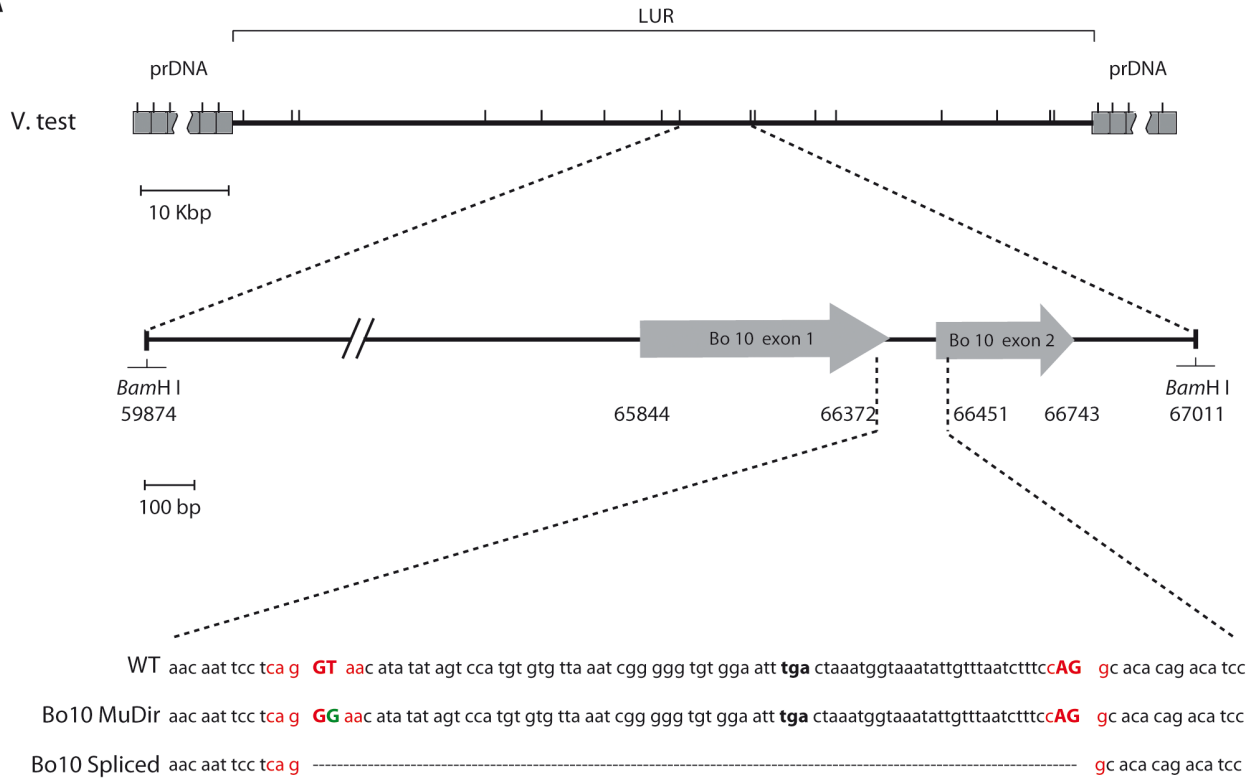 LUR
prDNA prDNA
V. test
10 Kbp
Bo 10 exon 1 Bo 10 exon 2
BamH I BamH I
59874 65844 66372 66451 66743 67011
100 bp
WT aac aat tcc tca g GT aac ata tat agt cca tgt gtg tta aat cgg ggg tgt gga att tga ctaaatggtaaatattgtttaatctttccAG gc aca cag aca tcc
Bo10 MuDir aac aat tcc tca g GG aac ata tat agt cca tgt gtg tta aat cgg ggg tgt gga att tga ctaaatggtaaatattgtttaatctttccAG gc aca cag aca tcc
Bo10 Spliced aac aat tcc tca g gc aca cag aca tcc